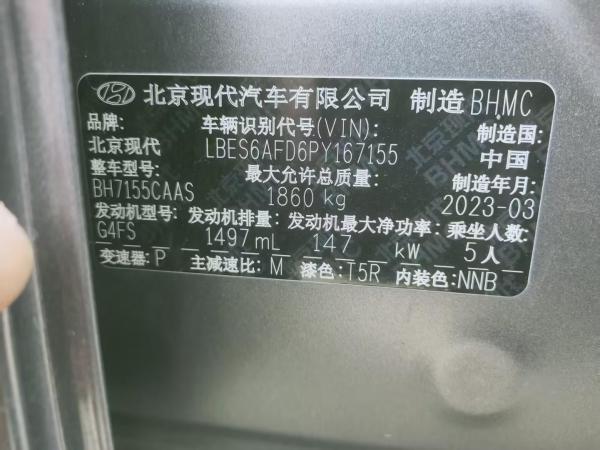 北京现代汽车有限公司 制造 BHMC
品牌: 车辆识别代号(VIN): 制造国:
北京现代 LBES6AFD6PY167155 中国
整车型号: 最大允许总质量: 制造年月:
BH7155CAAS 1860 kg 2023-03
发动机型号: 发动机排量: 发动机最大净功率: 乘坐人数:
G4FS 1497 mL 147 kW 5人
变速器: P 主减速比: M 漆色: T5R 内装色: NNB